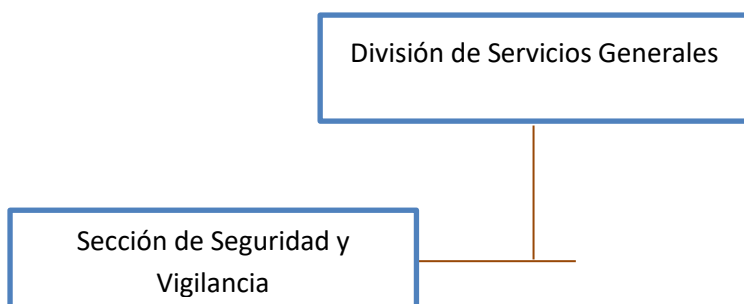 División de Servicios Generales
Sección de Seguridad y
Vigilancia